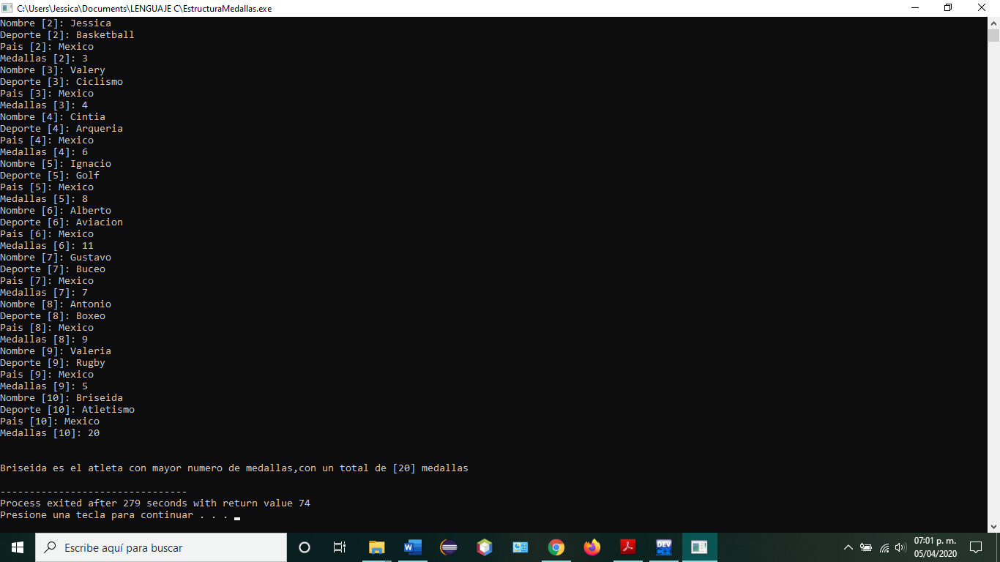 C:\Users\Jessica\Documents\LENGUAJE C\EstructuraMedallas.exe
Nombre [2]: Jessica
Deporte [2]: Basketball
Pais [2]: Mexico
Medallas [2]: 3
Nombre [3]: Valery
Deporte [3]: Ciclismo
Pais [3]: Mexico
Medallas [3]: 4
Nombre [4]: Cintia
Deporte [4]: Arqueria
Pais [4]: Mexico
Medallas [4]: 6
Nombre [5]: Ignacio
Deporte [5]: Golf
Pais [5]: Mexico
Medallas [5]: 8
Nombre [6]: Alberto
Deporte [6]: Aviacion
Pais [6]: Mexico
Medallas [6]: 11
Nombre [7]: Gustavo
Deporte [7]: Buceo
Pais [7]: Mexico
Medallas [7]: 7
Nombre [8]: Antonio
Deporte [8]: Boxeo
Pais [8]: Mexico
Medallas [8]: 9
Nombre [9]: Valeria
Deporte [9]: Rugby
Pais [9]: Mexico
Medallas [9]: 5
Nombre [10]: Briseida
Deporte [10]: Atletismo
Pais [10]: Mexico
Medallas [10]: 20
Briseida es el atleta con mayor numero de medallas,con un total de [20] medallas
--------------------------------
Process exited after 279 seconds with return value 74
Presione una tecla para continuar . . .
Escribe aquí para buscar
W
DEV
C++
07:01 p. m.
05/04/2020